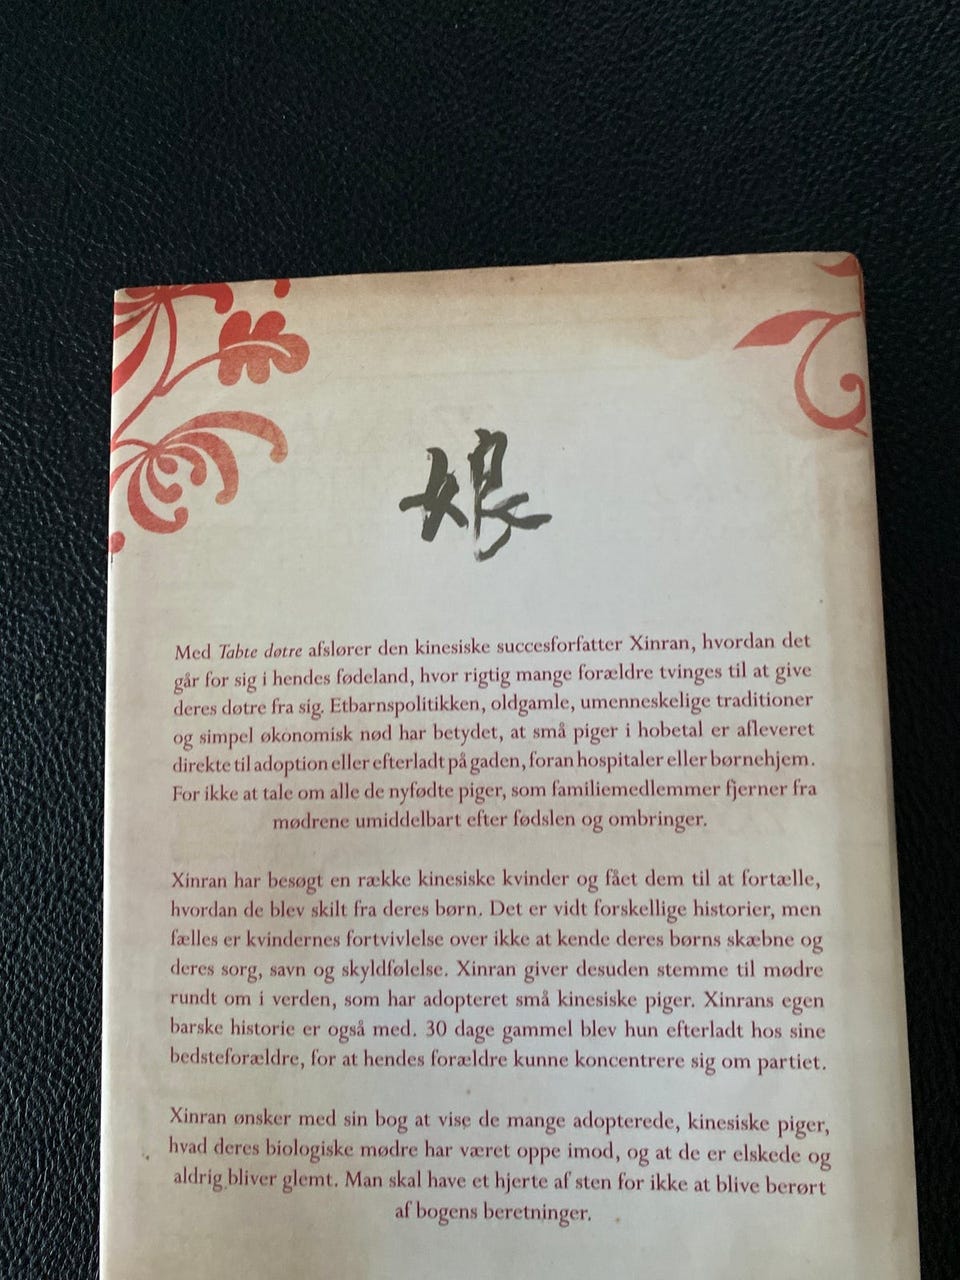 娘
Med Tabte døtre afslører den kinesiske succesforfatter Xinran, hvordan det
går for sig i hendes fødeland, hvor rigtig mange forældre tvinges til at give
deres døtre fra sig. Etbarnspolitikken, oldgamle, umenneskelige traditioner
og simpel økonomisk nød har betydet, at små piger i hobetal er afleveret
direkte til adoption eller efterladt på gaden, foran hospitaler eller børnehjem.
For ikke at tale om alle de nyfødte piger, som familiemedlemmer fjerner fra
mødrene umiddelbart efter fødslen og ombringer.
Xinran har besøgt en række kinesiske kvinder og fået dem til at fortælle,
hvordan de blev skilt fra deres børn. Det er vidt forskellige historier, men
fælles er kvindernes fortvivlelse over ikke at kende deres børns skæbne og
deres sorg, savn og skyldfølelse. Xinran giver desuden stemme til mødre
rundt om i verden, som har adopteret små kinesiske piger. Xinrans egen
barske historie er også med. 30 dage gammel blev hun efterladt hos sine
bedsteforældre, for at hendes forældre kunne koncentrere sig om partiet.
Xinran ønsker med sin bog at vise de mange adopterede, kinesiske piger,
hvad deres biologiske mødre har været oppe imod, og at de er elskede og
aldrig bliver glemt. Man skal have et hjerte af sten for ikke at blive berørt
af bogens beretninger.